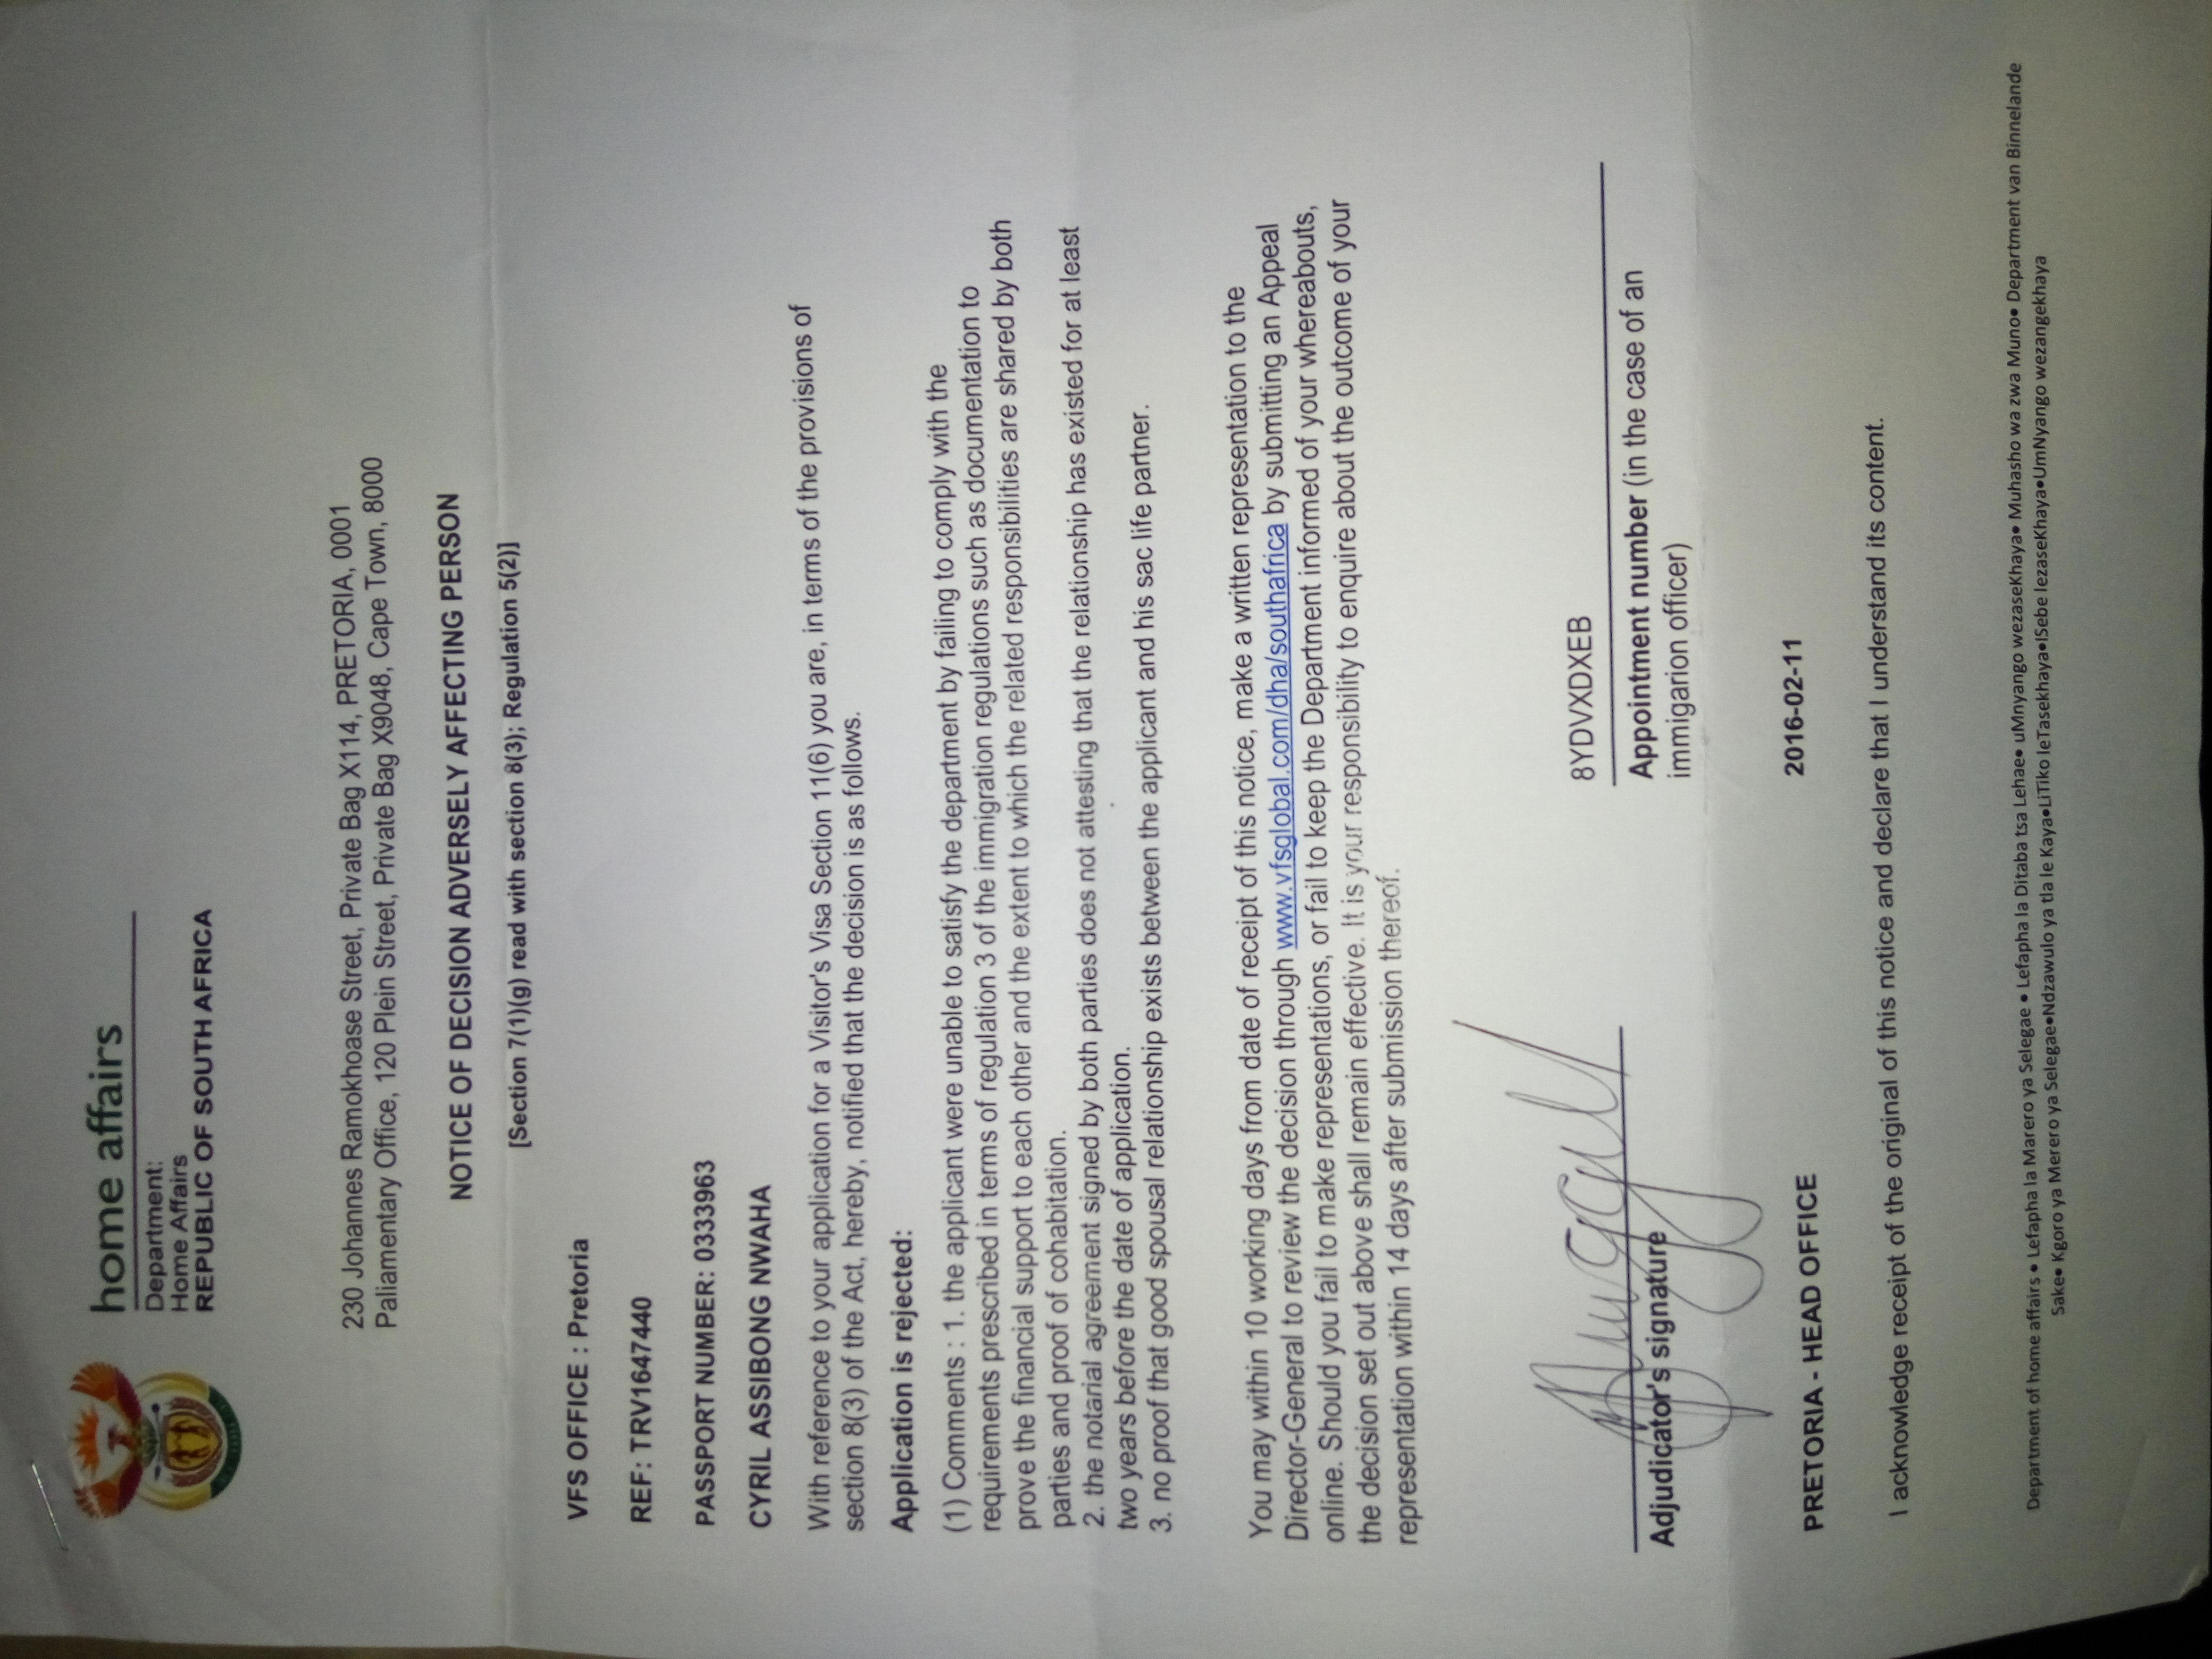 home affairs
Department:
Home Affairs
REPUBLIC OF SOUTH AFRICA
230 Johannes Ramokhoase Street, Private Bag X114, PRETORIA, 0001
Paliamentary Office, 120 Plein Street, Private Bag X9048, Cape Town, 8000
NOTICE OF DECISION ADVERSELY AFFECTING PERSON
[Section 7(1)(g) read with section 8(3); Regulation 5(2)]
VFS OFFICE : Pretoria
REF: TRV1647440
PASSPORT NUMBER: 0333963
CYRIL ASSIBONG NWAHA
With reference to your application for a Visitor's Visa Section 11(6) you are, in terms of the provisions of
section 8(3) of the Act, hereby, notified that the decision is as follows.
Application is rejected:
(1) Comments : 1. the applicant were unable to satisfy the department by failing to comply with the
requirements prescribed in terms of regulation 3 of the immigration regulations such as documentation to
prove the financial support to each other and the extent to which the related responsibilities are shared by both
parties and proof of cohabitation.
2. the notarial agreement signed by both parties does not attesting that the relationship has existed for at least
two years before the date of application.
3. no proof that good spousal relationship exists between the applicant and his sac life partner.
You may within 10 working days from date of receipt of this notice, make a written representation to the
Director-General to review the decision through www.vfsglobal.com/dha/southafrica by submitting an Appeal
online. Should you fail to make representations, or fail to keep the Department informed of your whereabouts,
the decision set out above shall remain effective. It is your responsibility to enquire about the outcome of your
representation within 14 days after submission thereof.
8YDVXDXEB
Adjudicator's signature
Appointment number (in the case of an
immigarion officer)
PRETORIA - HEAD OFFICE
2016-02-11
I acknowledge receipt of the original of this notice and declare that I understand its content.
Department of home affairs • Lefapha la Marero ya Selegae • Lefapha la Ditaba tsa Lehae• uMnyango wezaseKhaya• Muhasho wa zwa Muno• Department van Binnelande
Sake• Kgoro ya Merero ya Selegae•Ndzawulo ya tla le Kaya•LiTiko leTasekhaya•ISebe lezaseKhaya•UmNyango wezangekhaya